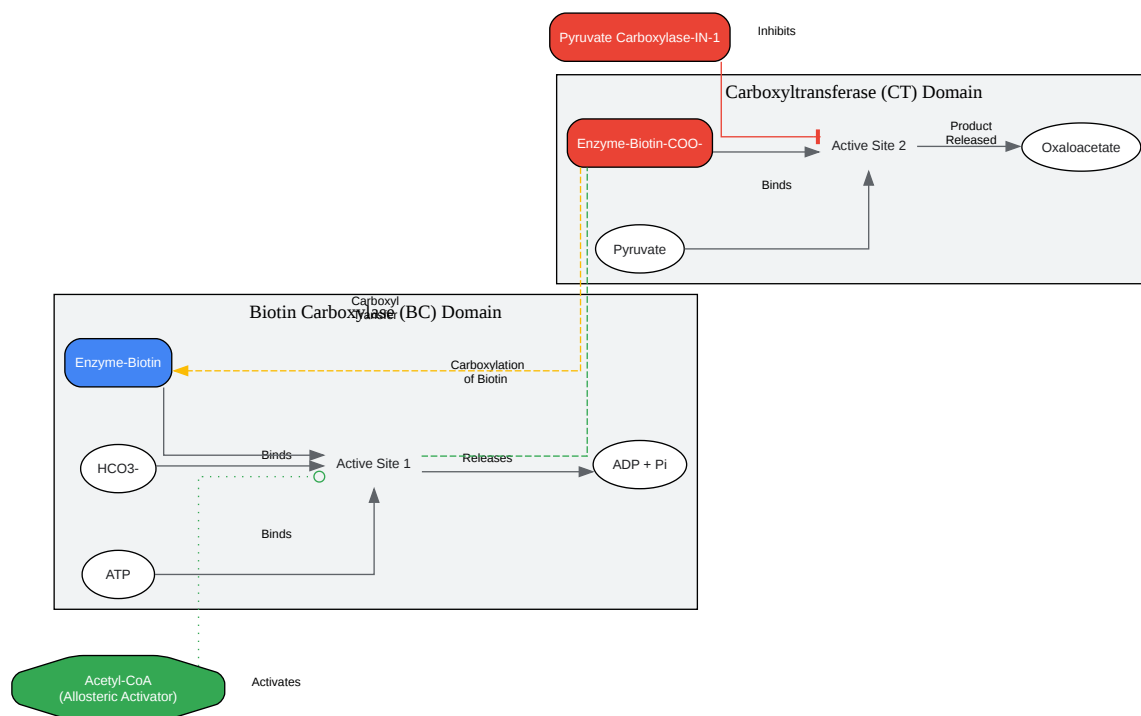 Pyruvate Carboxylase-IN-1
Inhibits
Carboxyltransferase (CT) Domain
Enzyme-Biotin-COO-
Active Site 2
Product
Released
Oxaloacetate
Binds
Pyruvate
Biotin Carboxylase (BC) Domain
Carboxyl
Transfer
Enzyme-Biotin
Carboxylation
of Biotin
HCO3-
Binds
Active Site 1
Releases
ADP + Pi
Binds
ATP
Acetyl-CoA
(Allosteric Activator)
Activates